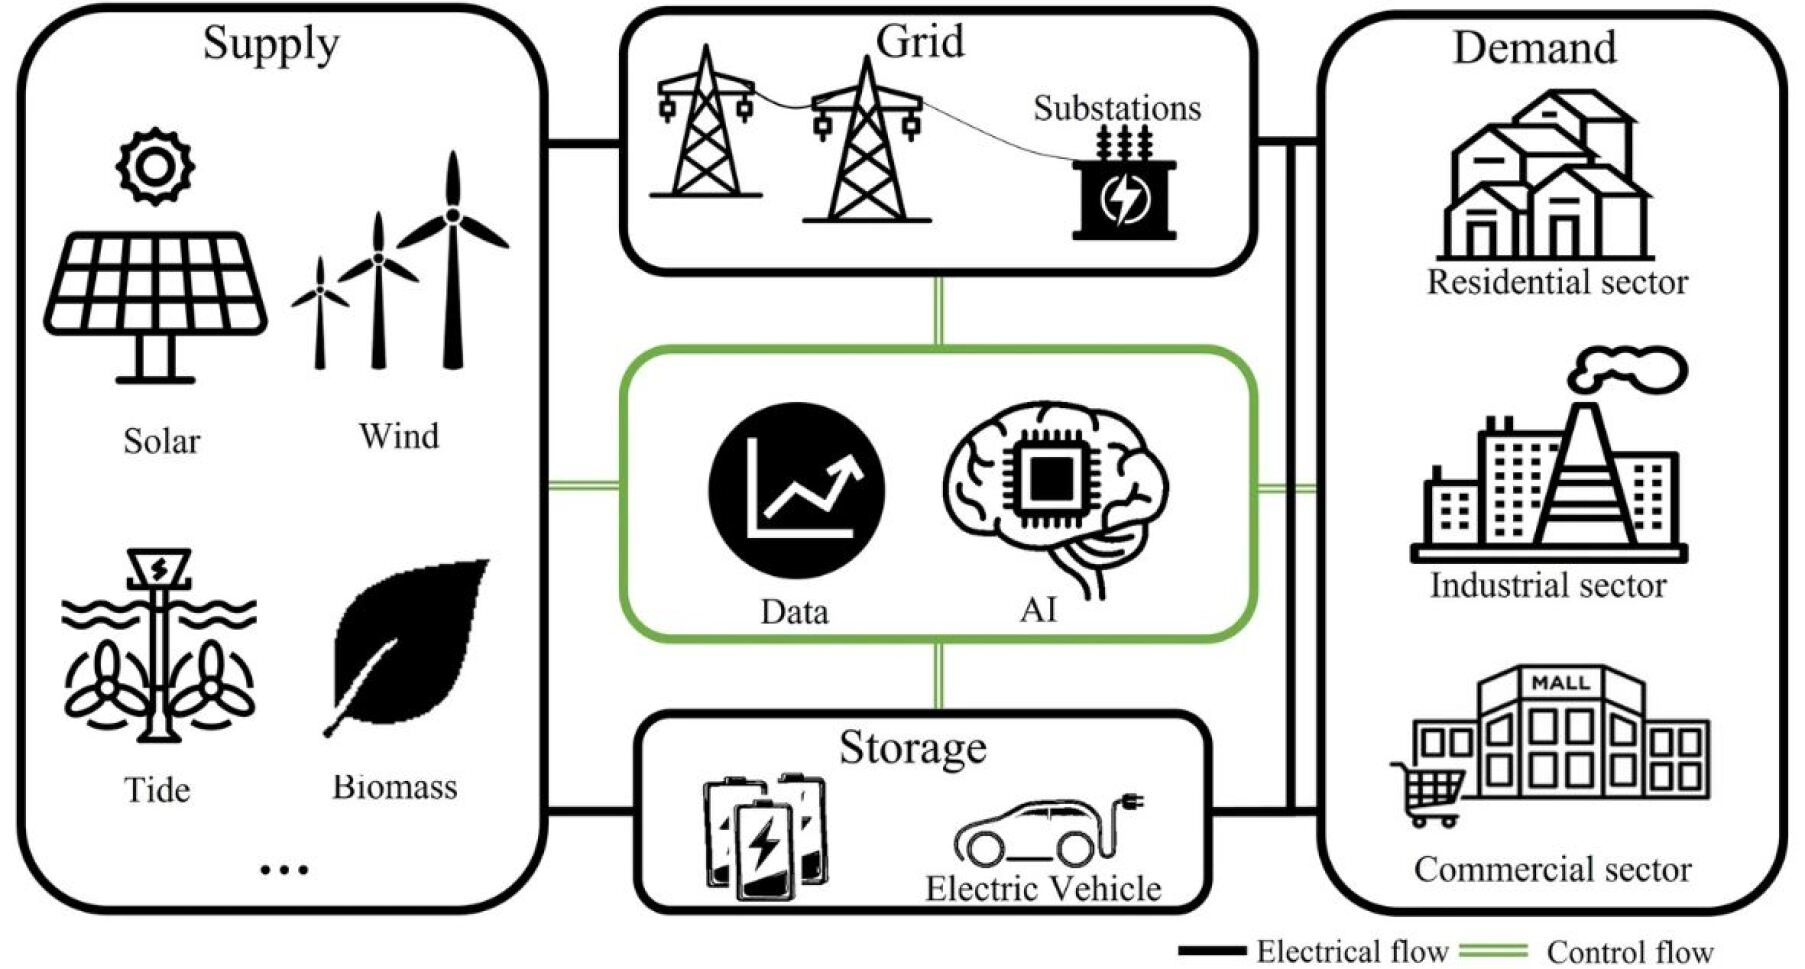 Supply
Solar
Wind
Tide
Biomass
...
Grid
Substations
Data
AI
Storage
Electric Vehicle
Demand
Residential sector
Industrial sector
MALL
Commercial sector
Electrical flow
Control flow